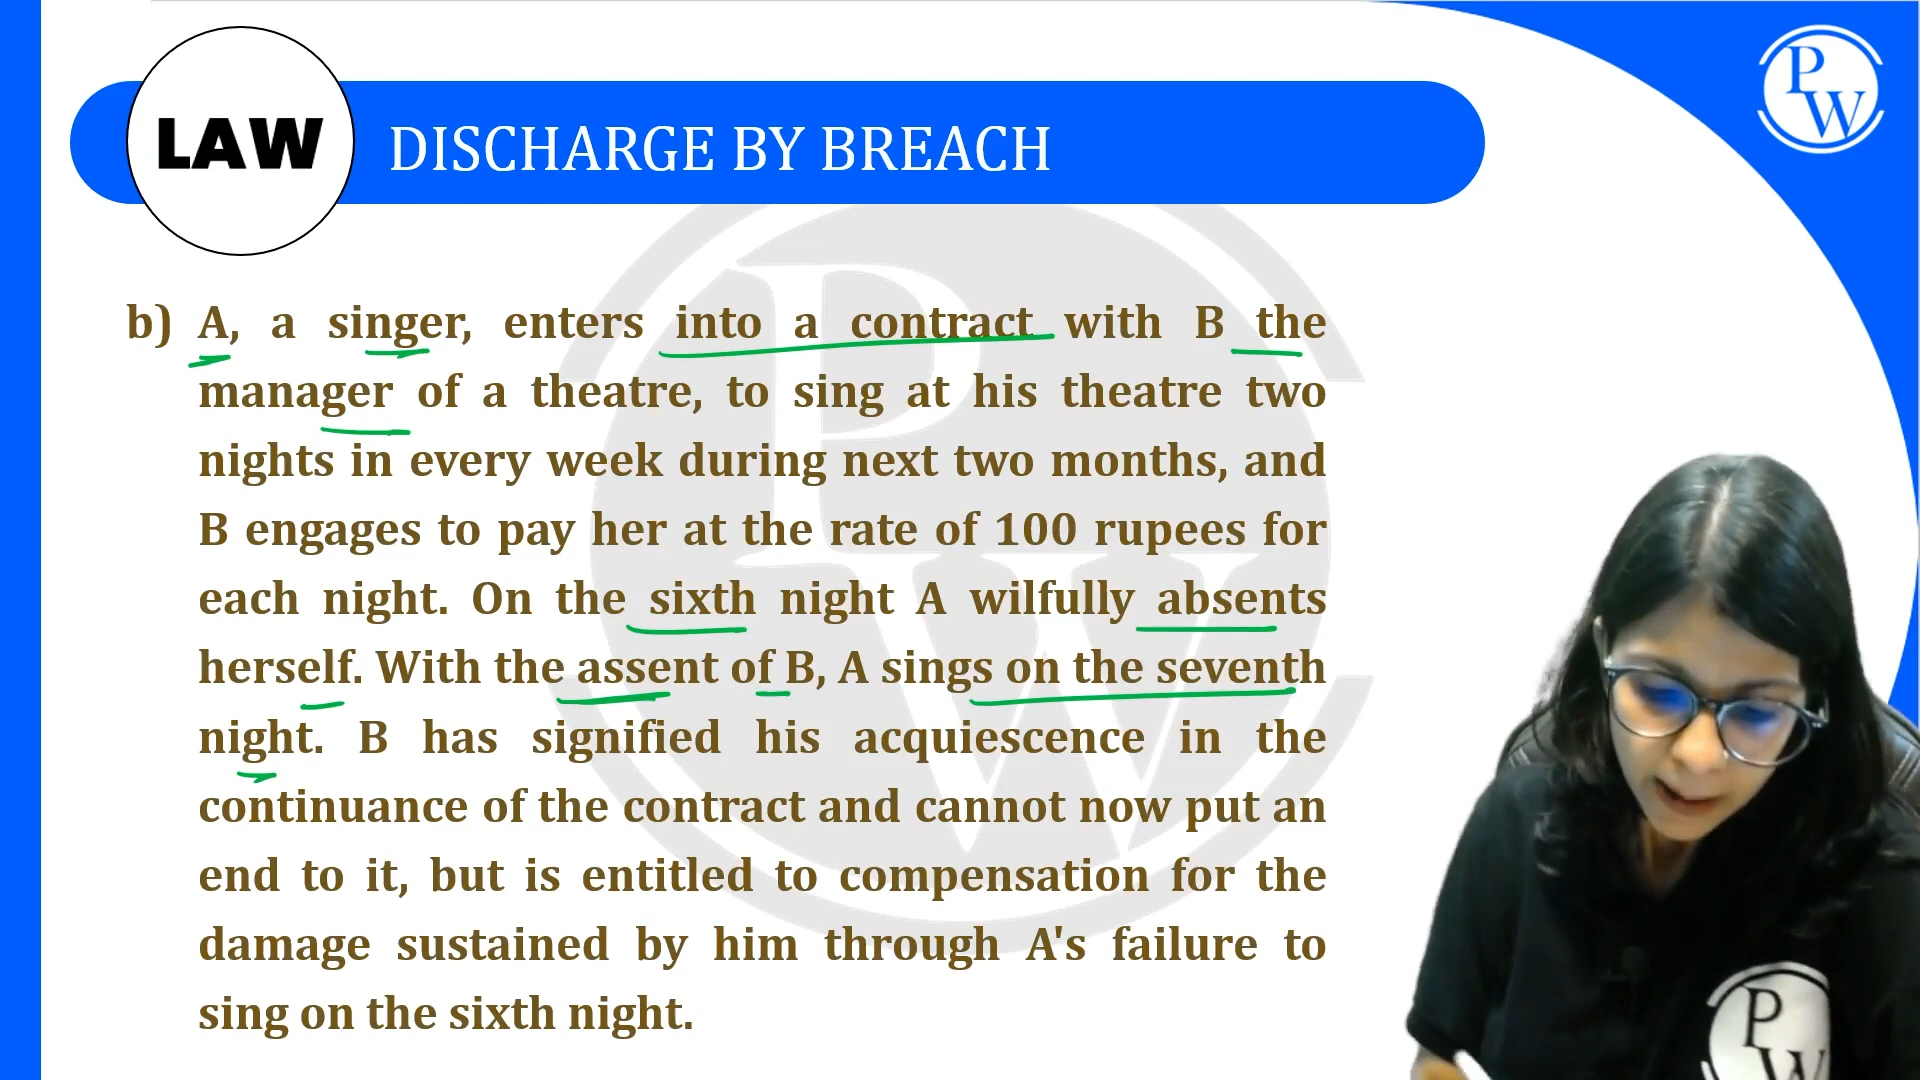 PW
LAW
DISCHARGE BY BREACH
b) A, a singer, enters into a contract with B the
manager of a theatre, to sing at his theatre two
nights in every week during next two months, and
B engages to pay her at the rate of 100 rupees for
each night. On the sixth night A wilfully absents
herself. With the assent of B, A sings on the seventh
night. B has signified his acquiescence in the
continuance of the contract and cannot now put an
end to it, but is entitled to compensation for the
damage sustained by him through A's failure to
sing on the sixth night.
PW
PW